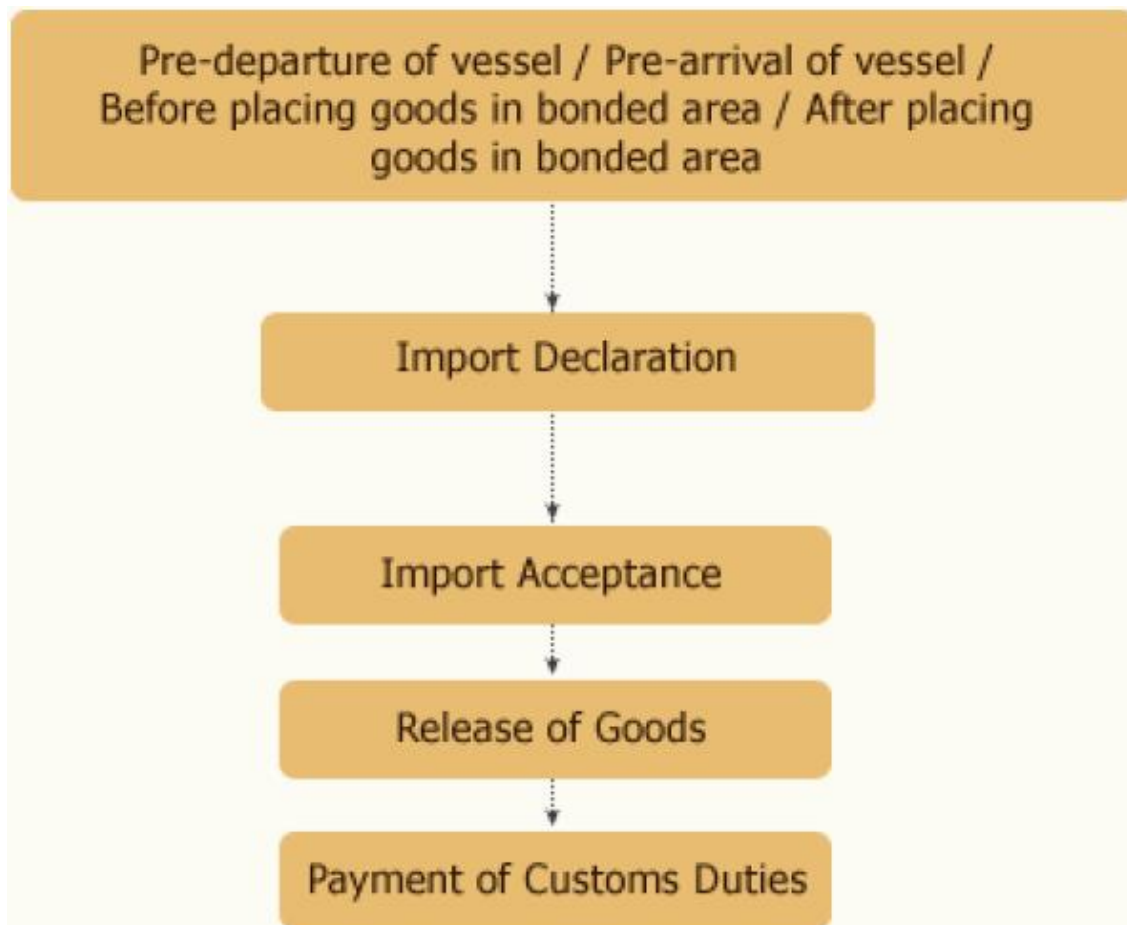 Pre-departure of vessel / Pre-arrival of vessel /
Before placing goods in bonded area / After placing
goods in bonded area
Import Declaration
Import Acceptance
Release of Goods
Payment of Customs Duties